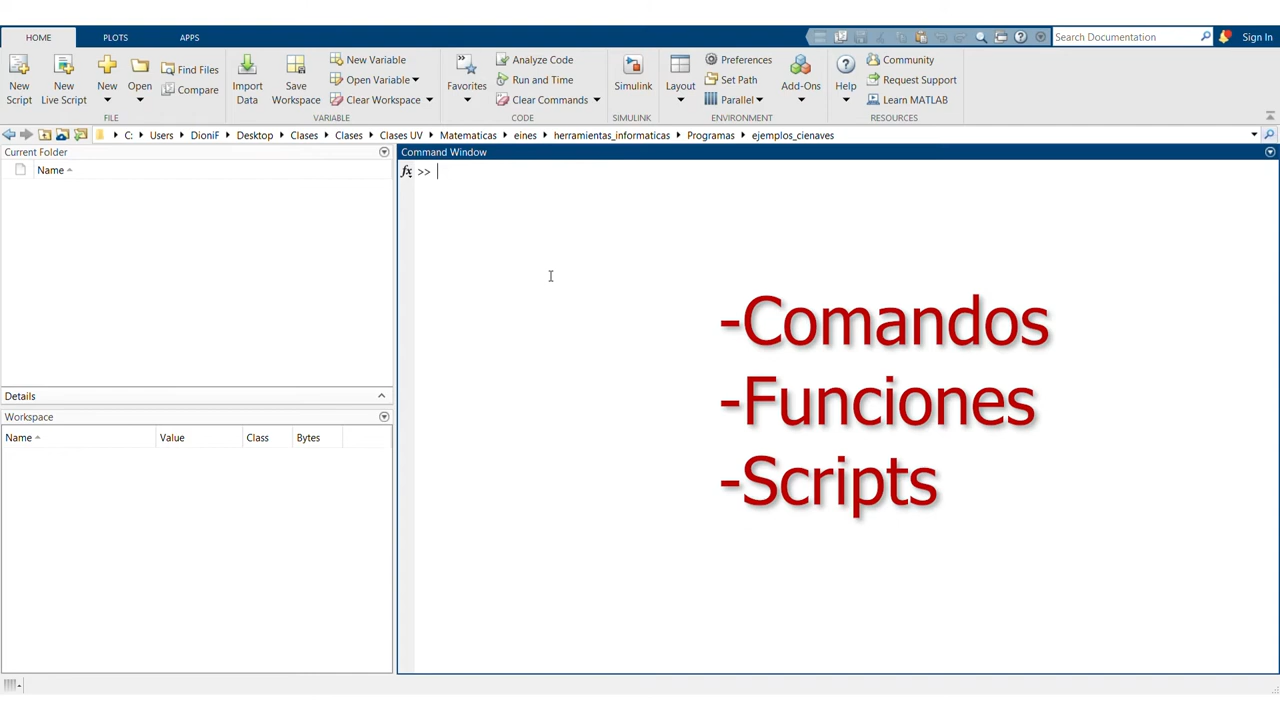 HOME PLOTS APPS Search Documentation Sign In
New Script New Live Script New Open Find Files Compare
Import Data Save Workspace New Variable Open Variable Clear Workspace
Favorites Analyze Code Run and Time Clear Commands
Simulink Layout Preferences Set Path Parallel Add-Ons
Help Community Request Support Learn MATLAB
FILE VARIABLE CODE SIMULINK ENVIRONMENT RESOURCES
C: Users DioniF Desktop Clases Clases Clases UV Matematicas eines herramientas_informaticas Programas ejemplos_cienaves
Current Folder
Name
Details
Workspace
Name Value Class Bytes
Command Window
fx >>
-Comandos
-Funciones
-Scripts